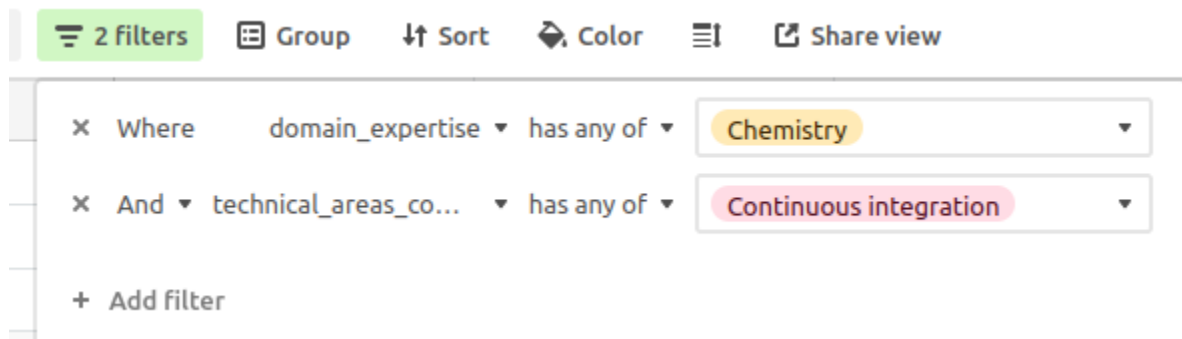 2 filters Group Sort Color Share view
Where domain_expertise has any of Chemistry
And technical_areas_co... has any of Continuous integration
+ Add filter